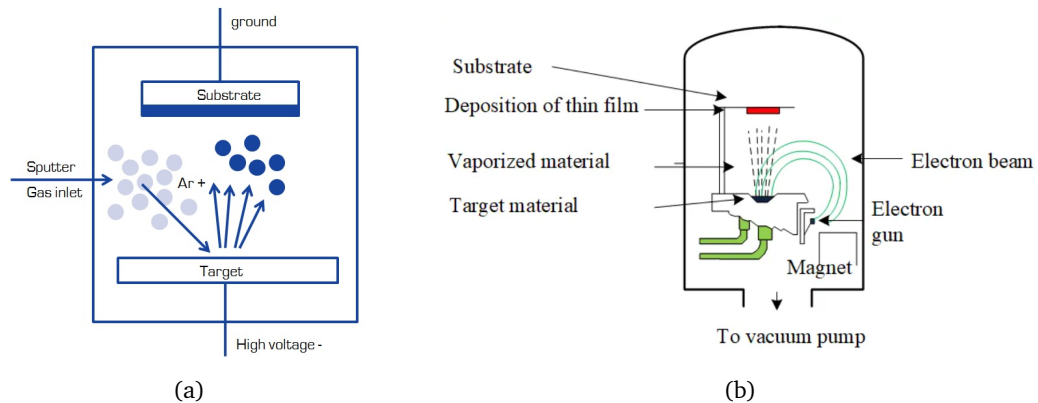 ground
Substrate
Sputter
Gas inlet
Ar +
Target
High voltage -
(a)
Substrate
Deposition of thin film
Vaporized material
Target material
Electron beam
Electron
gun
Magnet
To vacuum pump
(b)